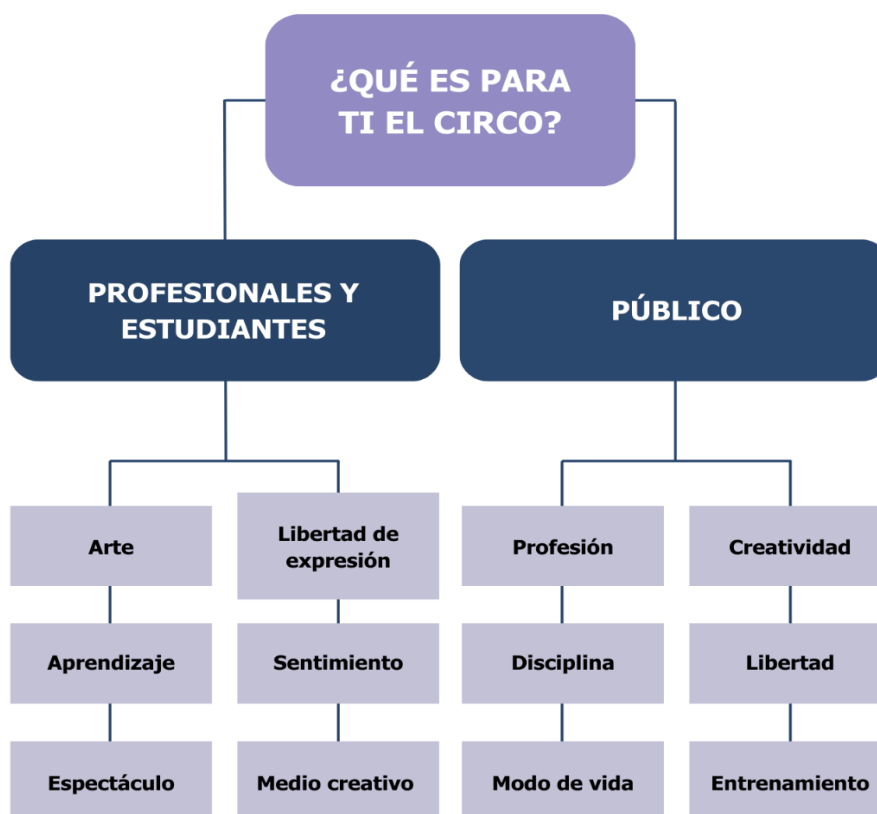 ¿QUÉ ES PARA
TI EL CIRCO?
PROFESIONALES Y
ESTUDIANTES
PÚBLICO
Arte
Libertad de
expresión
Profesión
Creatividad
Aprendizaje
Sentimiento
Disciplina
Libertad
Espectáculo
Medio creativo
Modo de vida
Entrenamiento